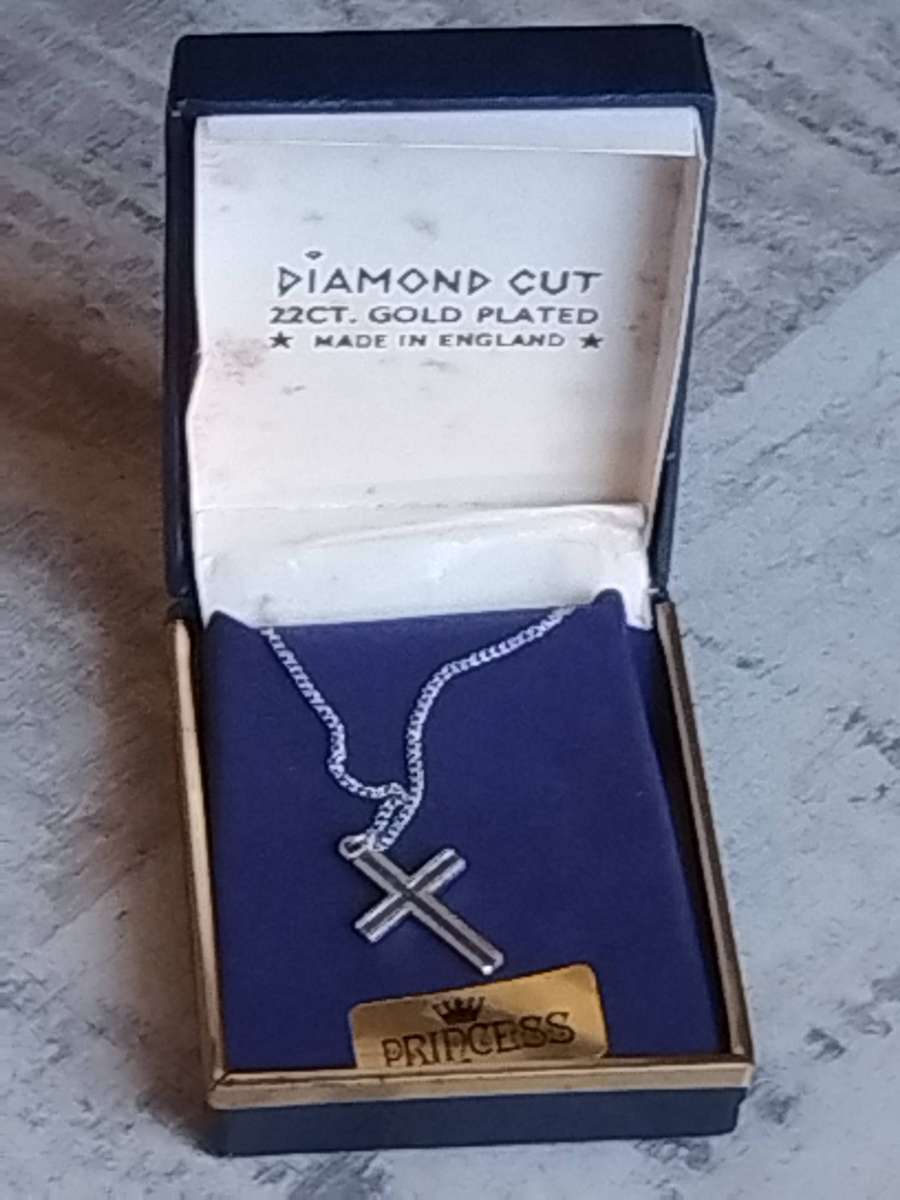 DiAMOND CUT
22CT. GOLD PLATED
★ MADE IN ENGLAND ★
PRINCESS